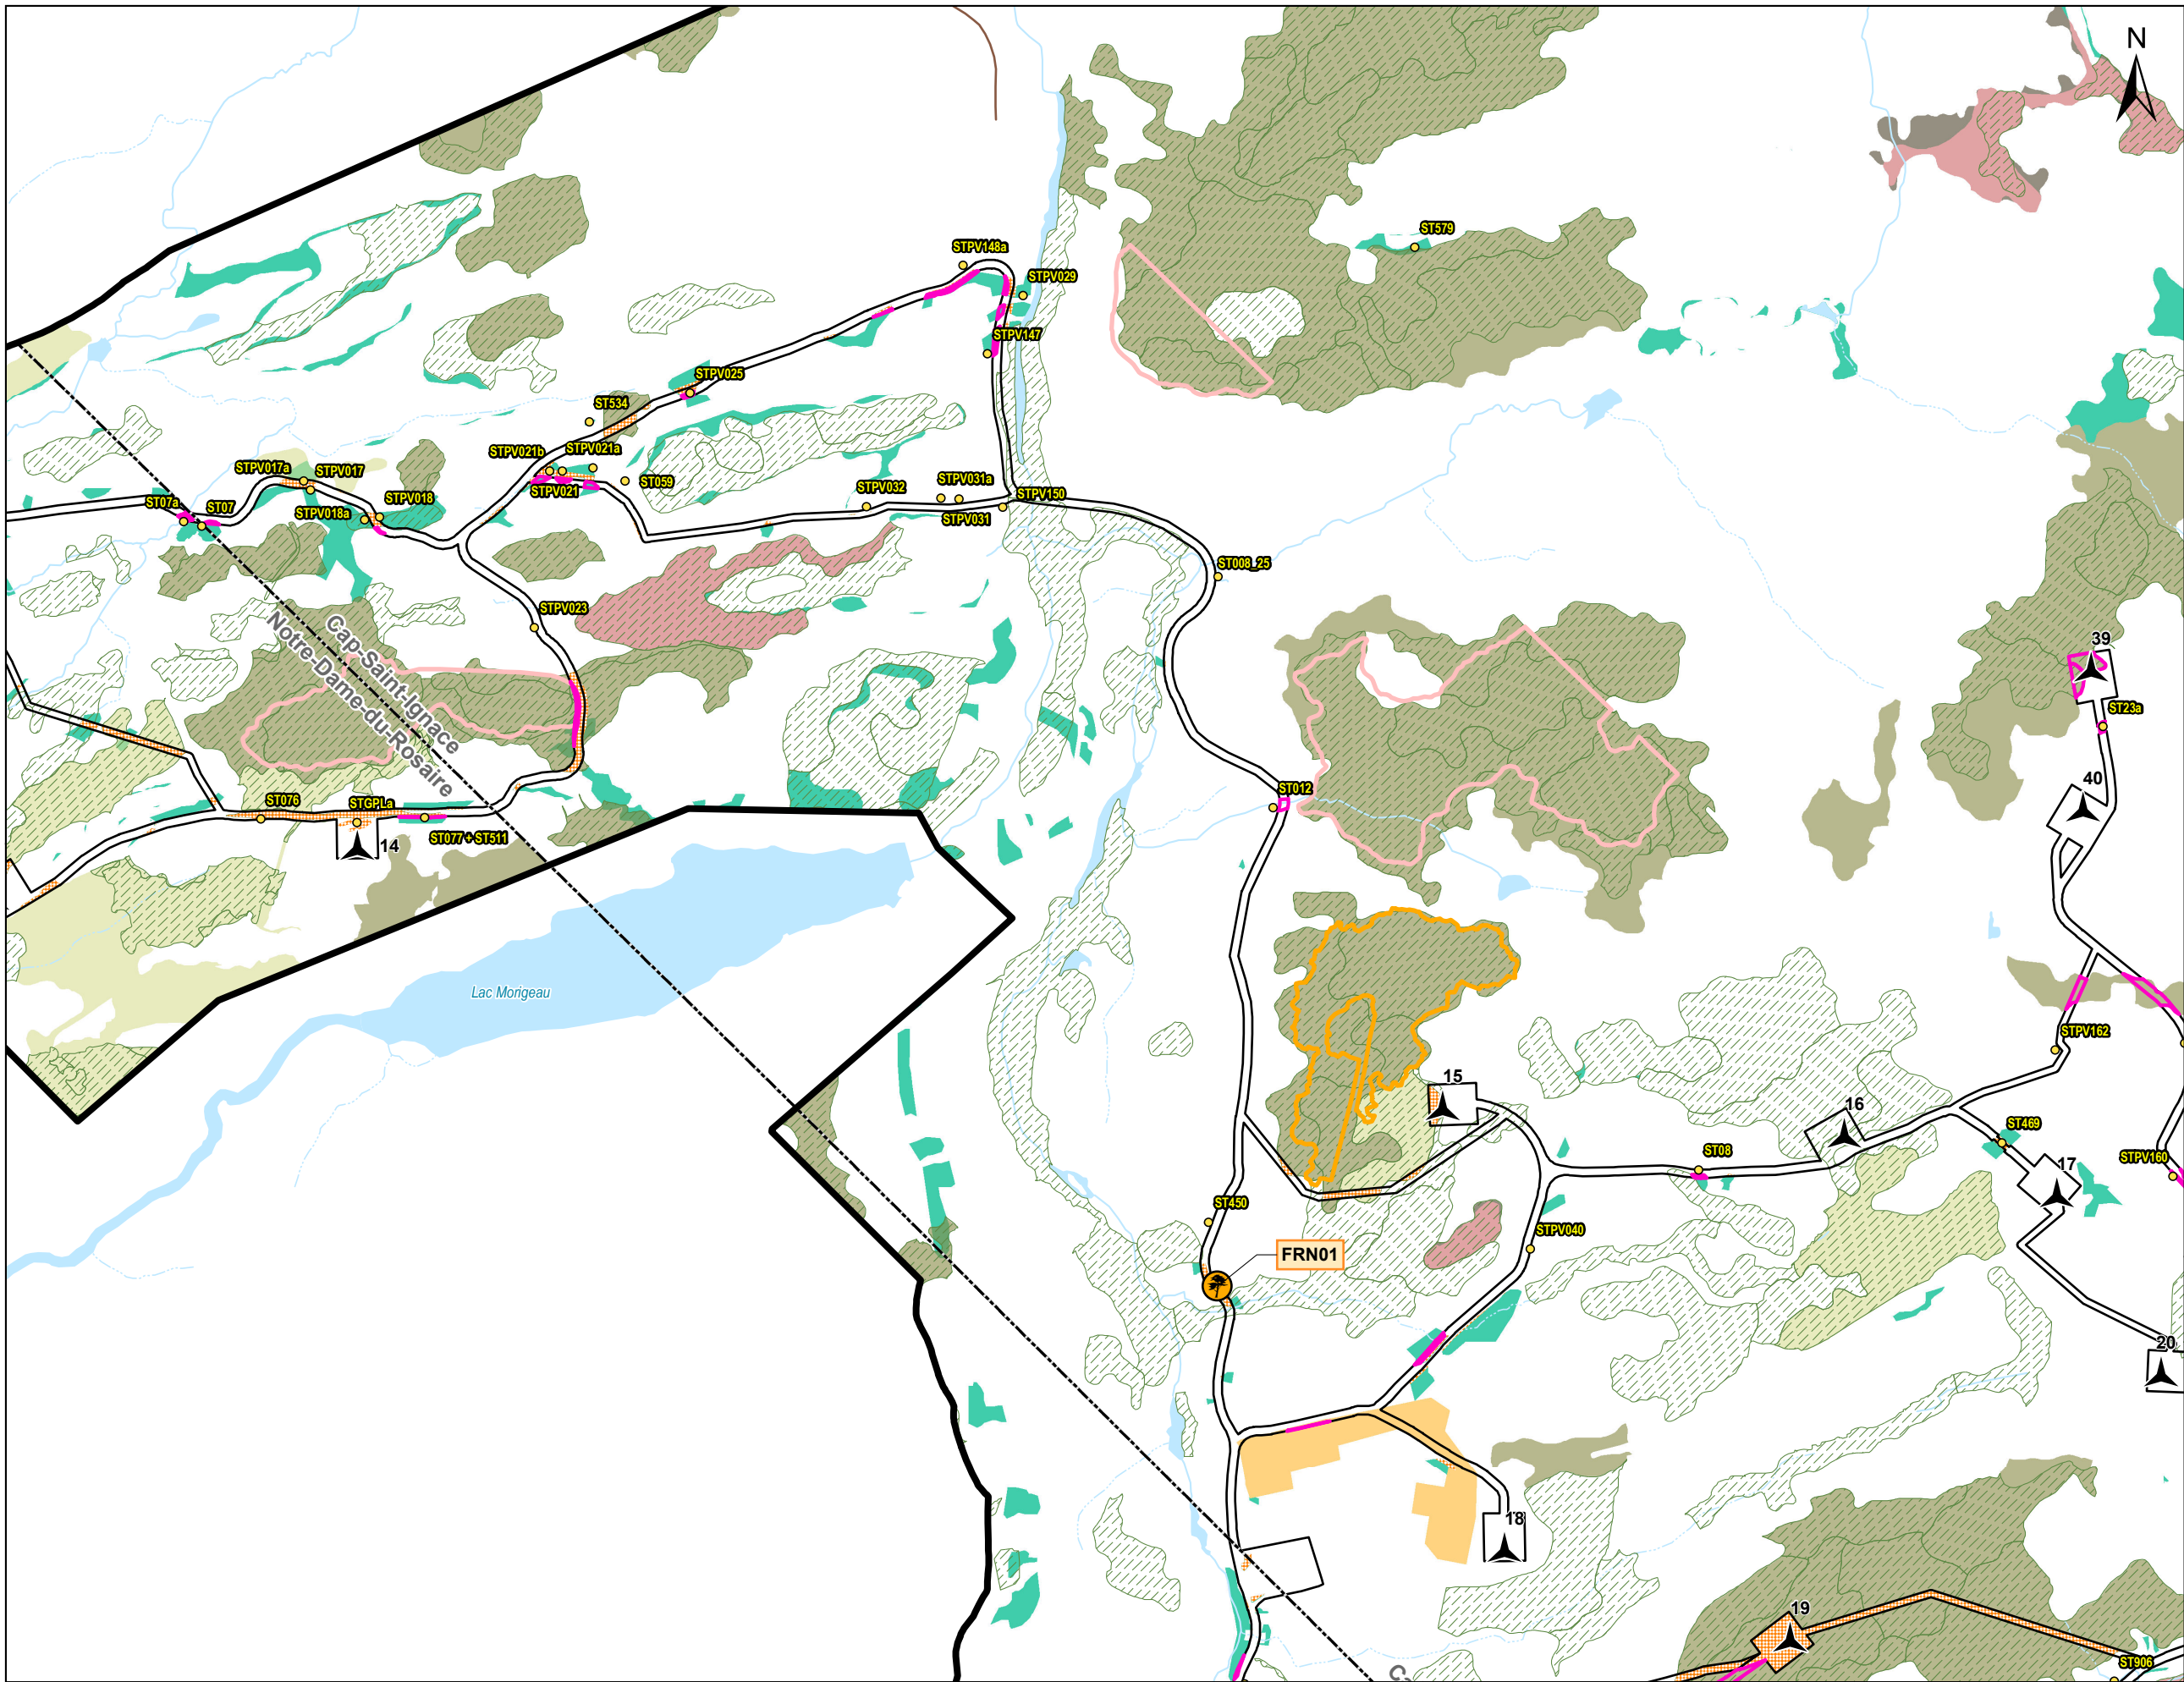 N
ST579
STPV148a
STPV029
STPV147
STPV025
ST534
STPV021b
STPV021a
STPV017a
STPV017
ST059
STPV021
STPV032
STPV031a
STPV150
STPV031
ST07a
ST07
STPV018
STPV018a
ST008_25
STPV023
Cap-Saint-Ignace
Notre-Dame-du-Rosaire
39
ST23a
40
ST012
ST076
STGPLa
14
ST077 + ST511
Lac Morigeau
STPV162
15
16
ST469
ST08
17
STPV160
ST450
STPV040
FRN01
20
18
19
ST906